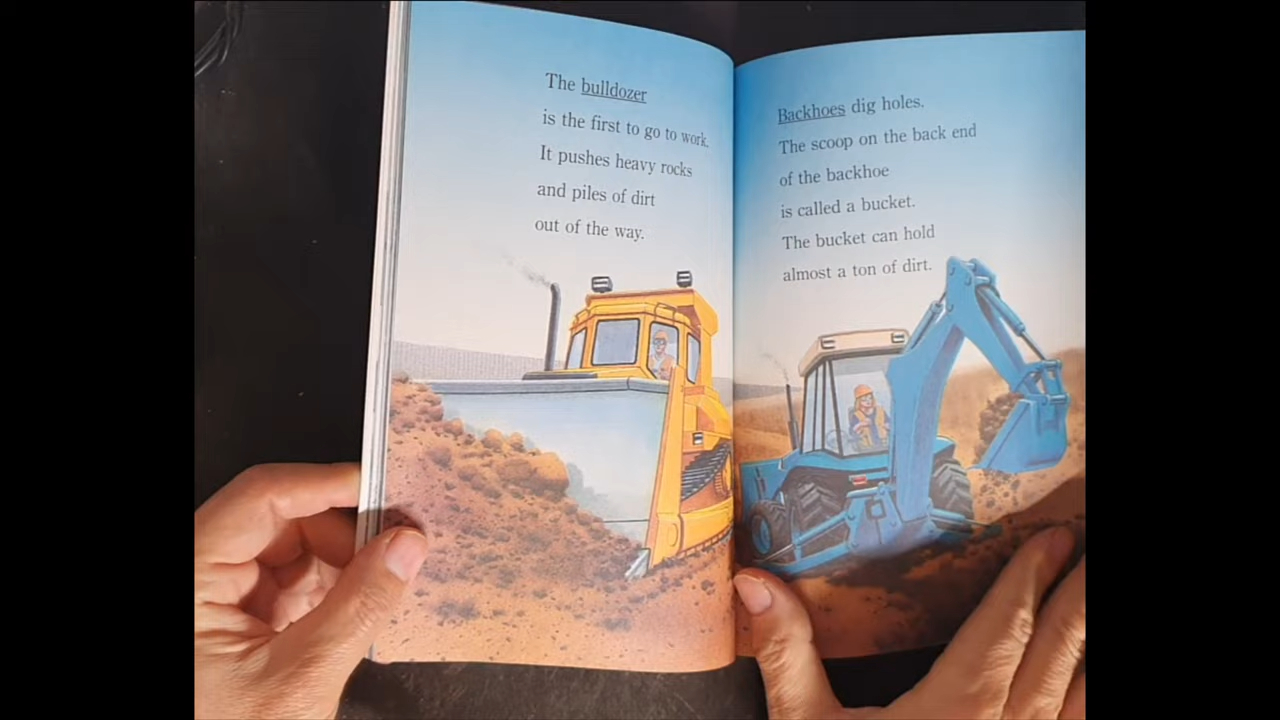 The bulldozer
is the first to go to work.
It pushes heavy rocks
and piles of dirt
out of the way.
Backhoes dig holes.
The scoop on the back end
of the backhoe
is called a bucket.
The bucket can hold
almost a ton of dirt.